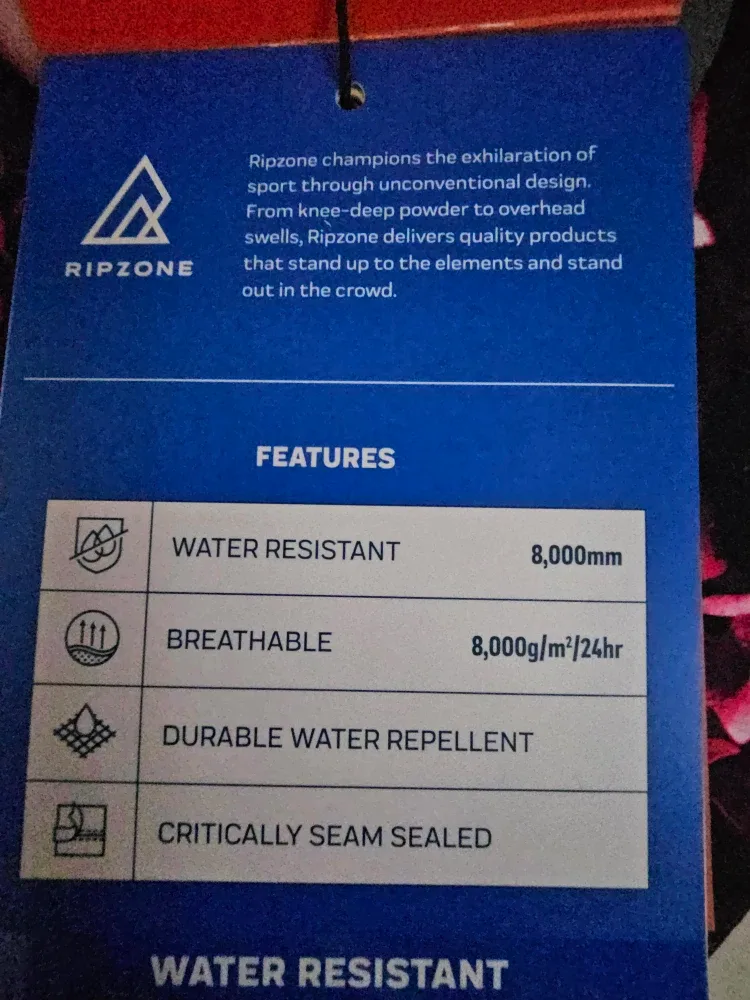 RIPZONE
Ripzone champions the exhilaration of
sport through unconventional design.
From knee-deep powder to overhead
swells, Ripzone delivers quality products
that stand up to the elements and stand
out in the crowd.
FEATURES
WATER RESISTANT 8,000mm
BREATHABLE 8,000g/m²/24hr
DURABLE WATER REPELLENT
CRITICALLY SEAM SEALED
WATER RESISTANT